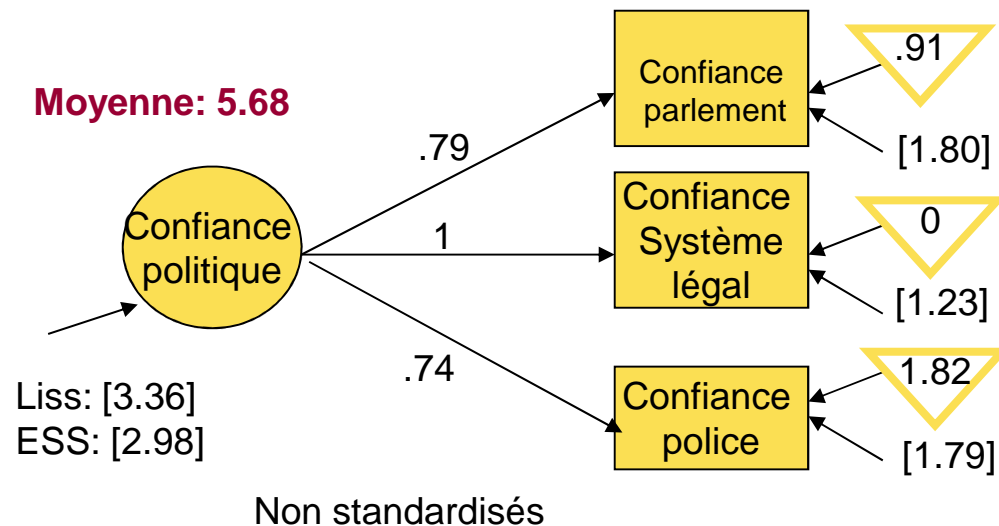 Moyenne: 5.68
Confiance
politique
Liss: [3.36]
ESS: [2.98]
.79
1
.74
Confiance
parlement
.91
[1.80]
Confiance
Système
légal
0
[1.23]
Confiance
police
1.82
[1.79]
Non standardisés